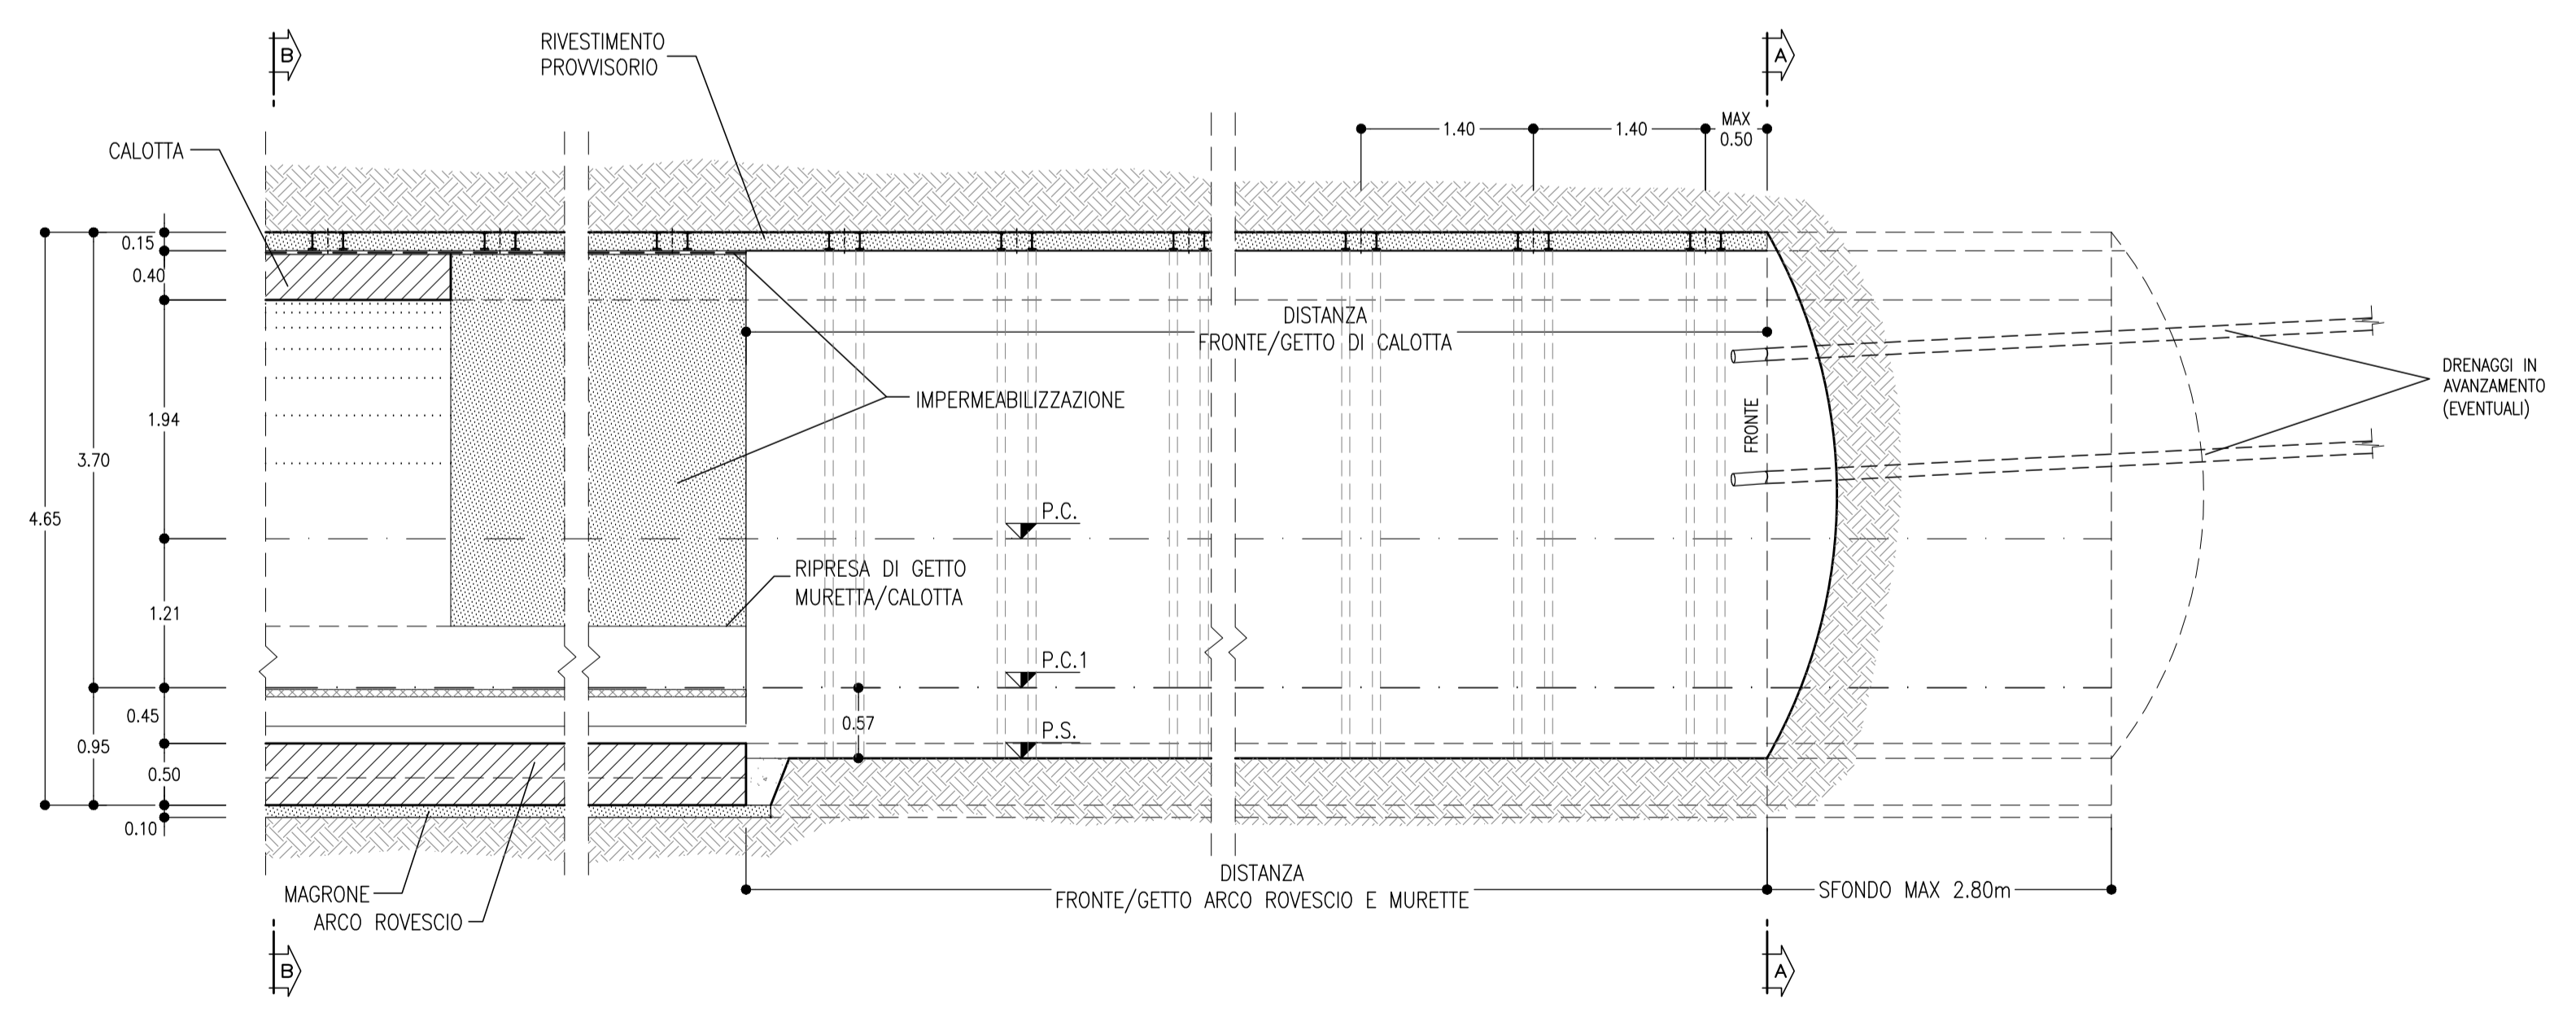 B
A
RIVESTIMENTO
PROVVISORIO
CALOTTA
1.40
1.40
MAX
0.50
0.15
0.40
1.94
3.70
4.65
1.21
0.45
0.95
0.50
0.10
DISTANZA
FRONTE/GETTO DI CALOTTA
IMPERMEABILIZZAZIONE
FRONTE
DRENAGGI IN
AVANZAMENTO
(EVENTUALI)
P.C.
RIPRESA DI GETTO
MURETTA/CALOTTA
P.C.1
0.57
P.S.
MAGRONE
ARCO ROVESCIO
DISTANZA
FRONTE/GETTO ARCO ROVESCIO E MURETTE
SFONDO MAX 2.80m
B
A